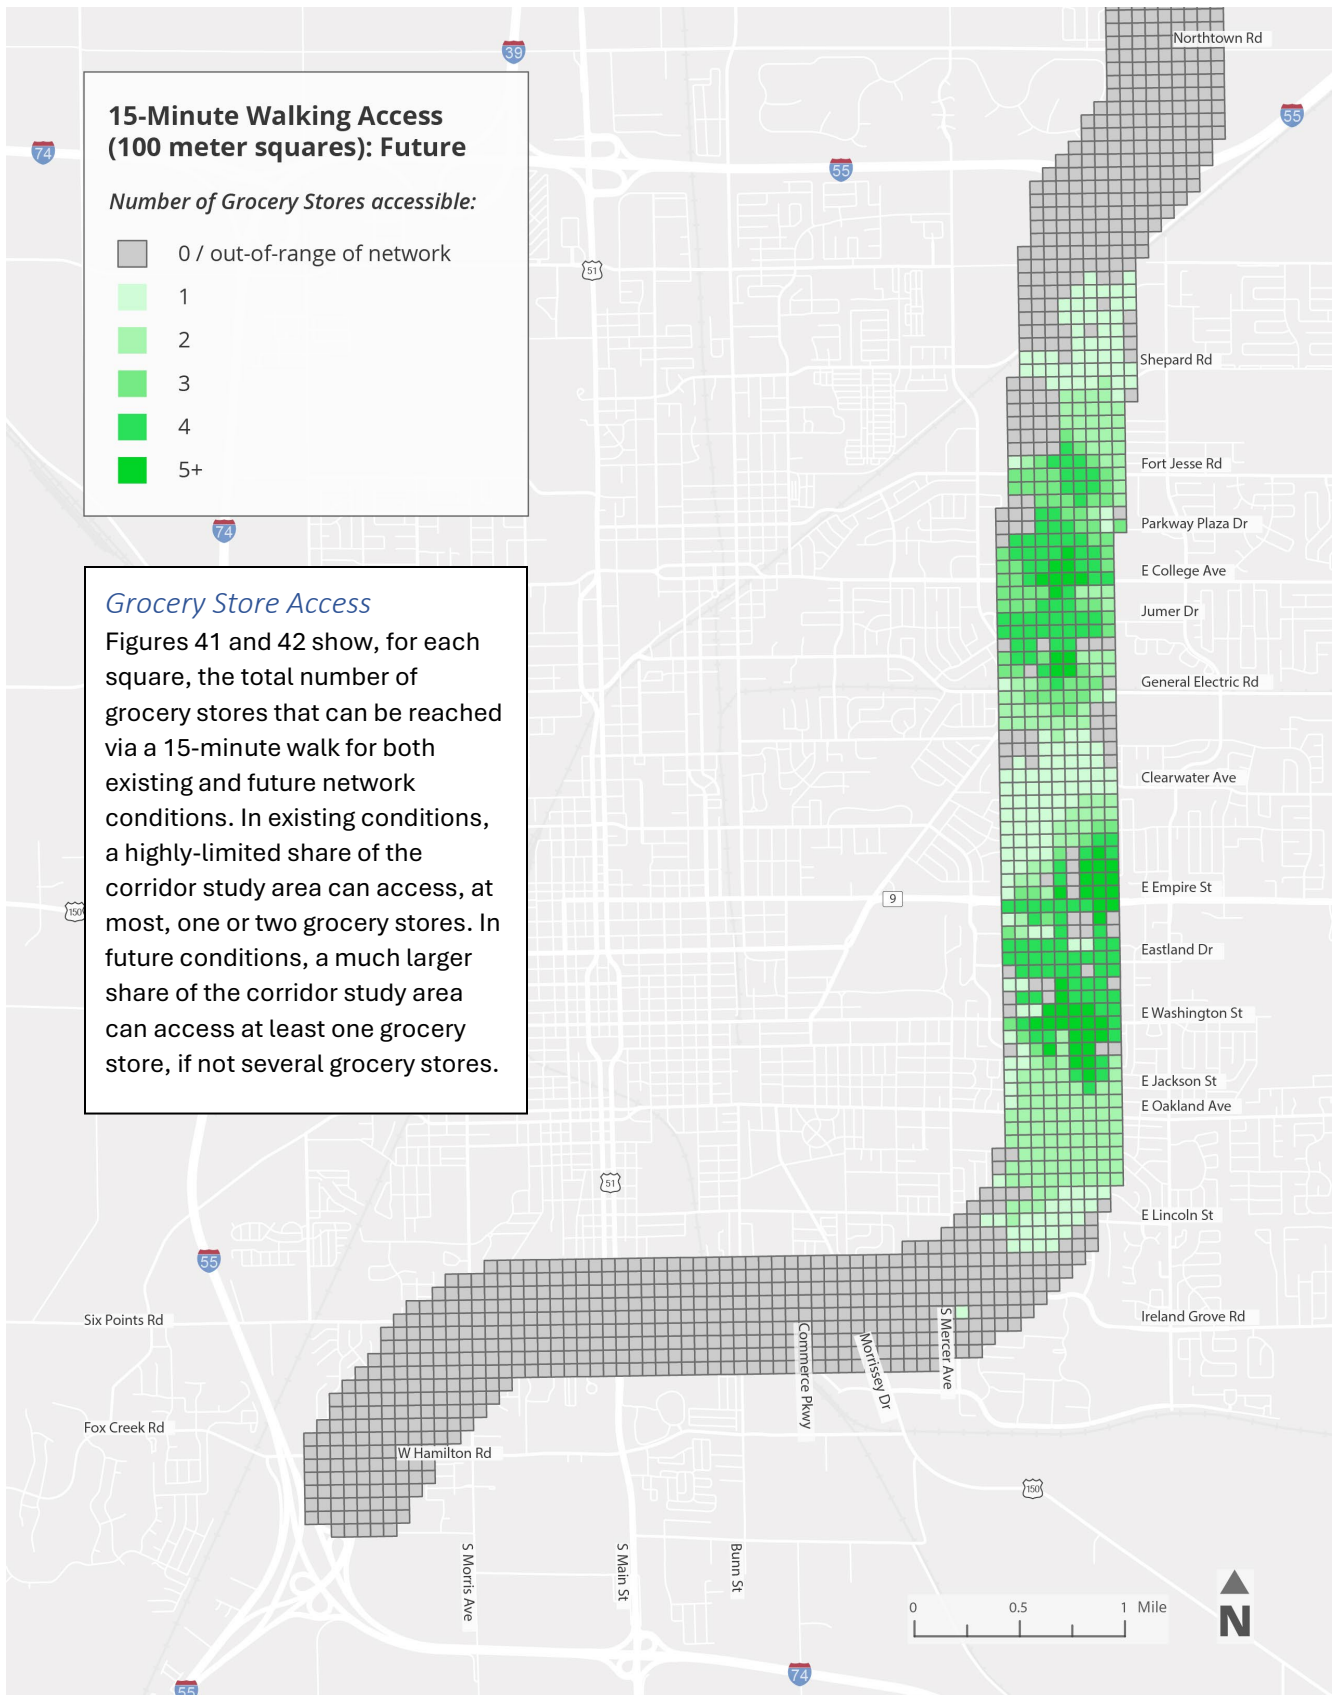 Northtown Rd
39
55
74
55
15-Minute Walking Access
(100 meter squares): Future
Number of Grocery Stores accessible:
0 / out-of-range of network
1
2
3
4
5+
51
Shepard Rd
Fort Jesse Rd
Parkway Plaza Dr
74
E College Ave
Jumer Dr
General Electric Rd
Clearwater Ave
Grocery Store Access
Figures 41 and 42 show, for each
square, the total number of
grocery stores that can be reached
via a 15-minute walk for both
existing and future network
conditions. In existing conditions,
a highly-limited share of the
corridor study area can access, at
most, one or two grocery stores. In
future conditions, a much larger
share of the corridor study area
can access at least one grocery
store, if not several grocery stores.
150
9
E Empire St
Eastland Dr
E Washington St
E Jackson St
E Oakland Ave
51
E Lincoln St
55
Six Points Rd
Ireland Grove Rd
S Mercer Ave
Commerce Pkwy
Morrissey Dr
Fox Creek Rd
W Hamilton Rd
150
S Morris Ave
S Main St
Bunn St
0 0.5 1 Mile
N
74
55